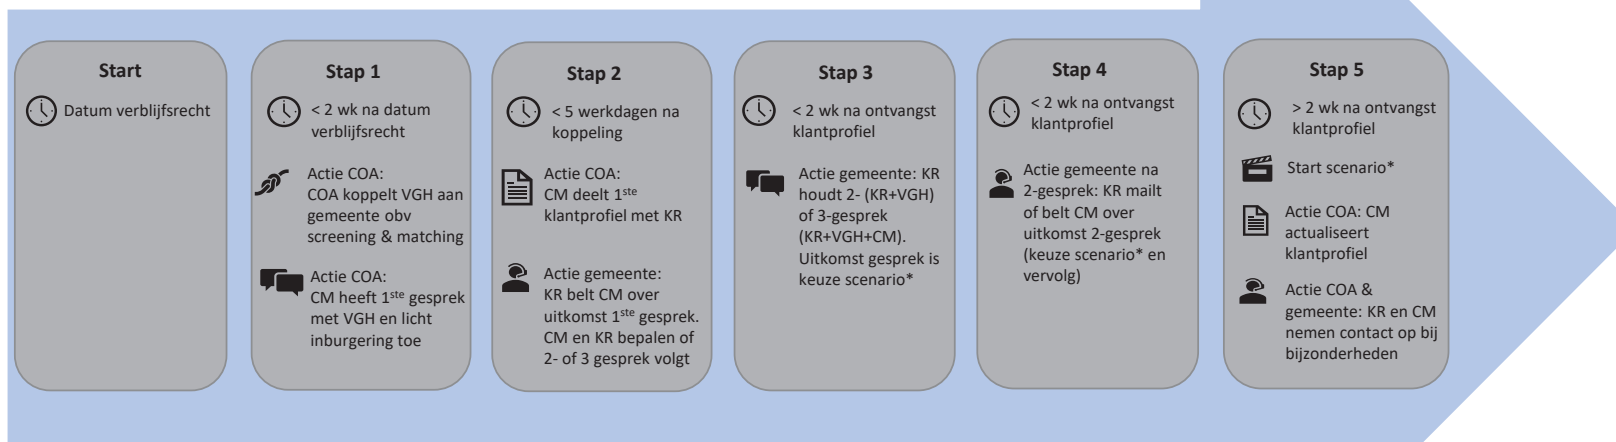 Start
Datum verblijfsrecht
Stap 1
< 2 wk na datum
verblijfsrecht
Actie COA:
COA koppelt VGH aan
gemeente obv
screening & matching
Actie COA:
CM heeft 1ste gesprek
met VGH en licht
inburgering toe
Stap 2
< 5 werkdagen na
koppeling
Actie COA:
CM deelt 1ste
klantprofiel met KR
Actie gemeente:
KR belt CM over
uitkomst 1ste gesprek.
CM en KR bepalen of
2- of 3 gesprek volgt
Stap 3
< 2 wk na ontvangst
klantprofiel
Actie gemeente: KR
houdt 2- (KR+VGH)
of 3-gesprek
(KR+VGH+CM).
Uitkomst gesprek is
keuze scenario*
Stap 4
< 2 wk na ontvangst
klantprofiel
Actie gemeente na
2-gesprek: KR mailt
of belt CM over
uitkomst 2-gesprek
(keuze scenario* en
vervolg)
Stap 5
> 2 wk na ontvangst
klantprofiel
Start scenario*
Actie COA: CM
actualiseert
klantprofiel
Actie COA &
gemeente: KR en CM
nemen contact op bij
bijzonderheden